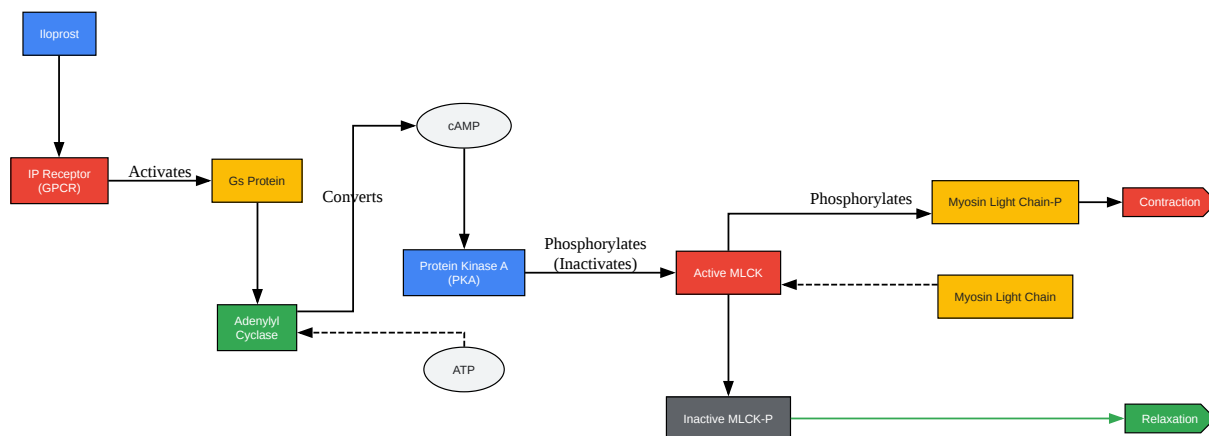 Iloprost
IP Receptor
(GPCR)
Activates
Gs Protein
Adenylyl
Cyclase
Converts
cAMP
ATP
Protein Kinase A
(PKA)
Phosphorylates
(Inactivates)
Active MLCK
Phosphorylates
Myosin Light Chain-P
Contraction
Myosin Light Chain
Inactive MLCK-P
Relaxation